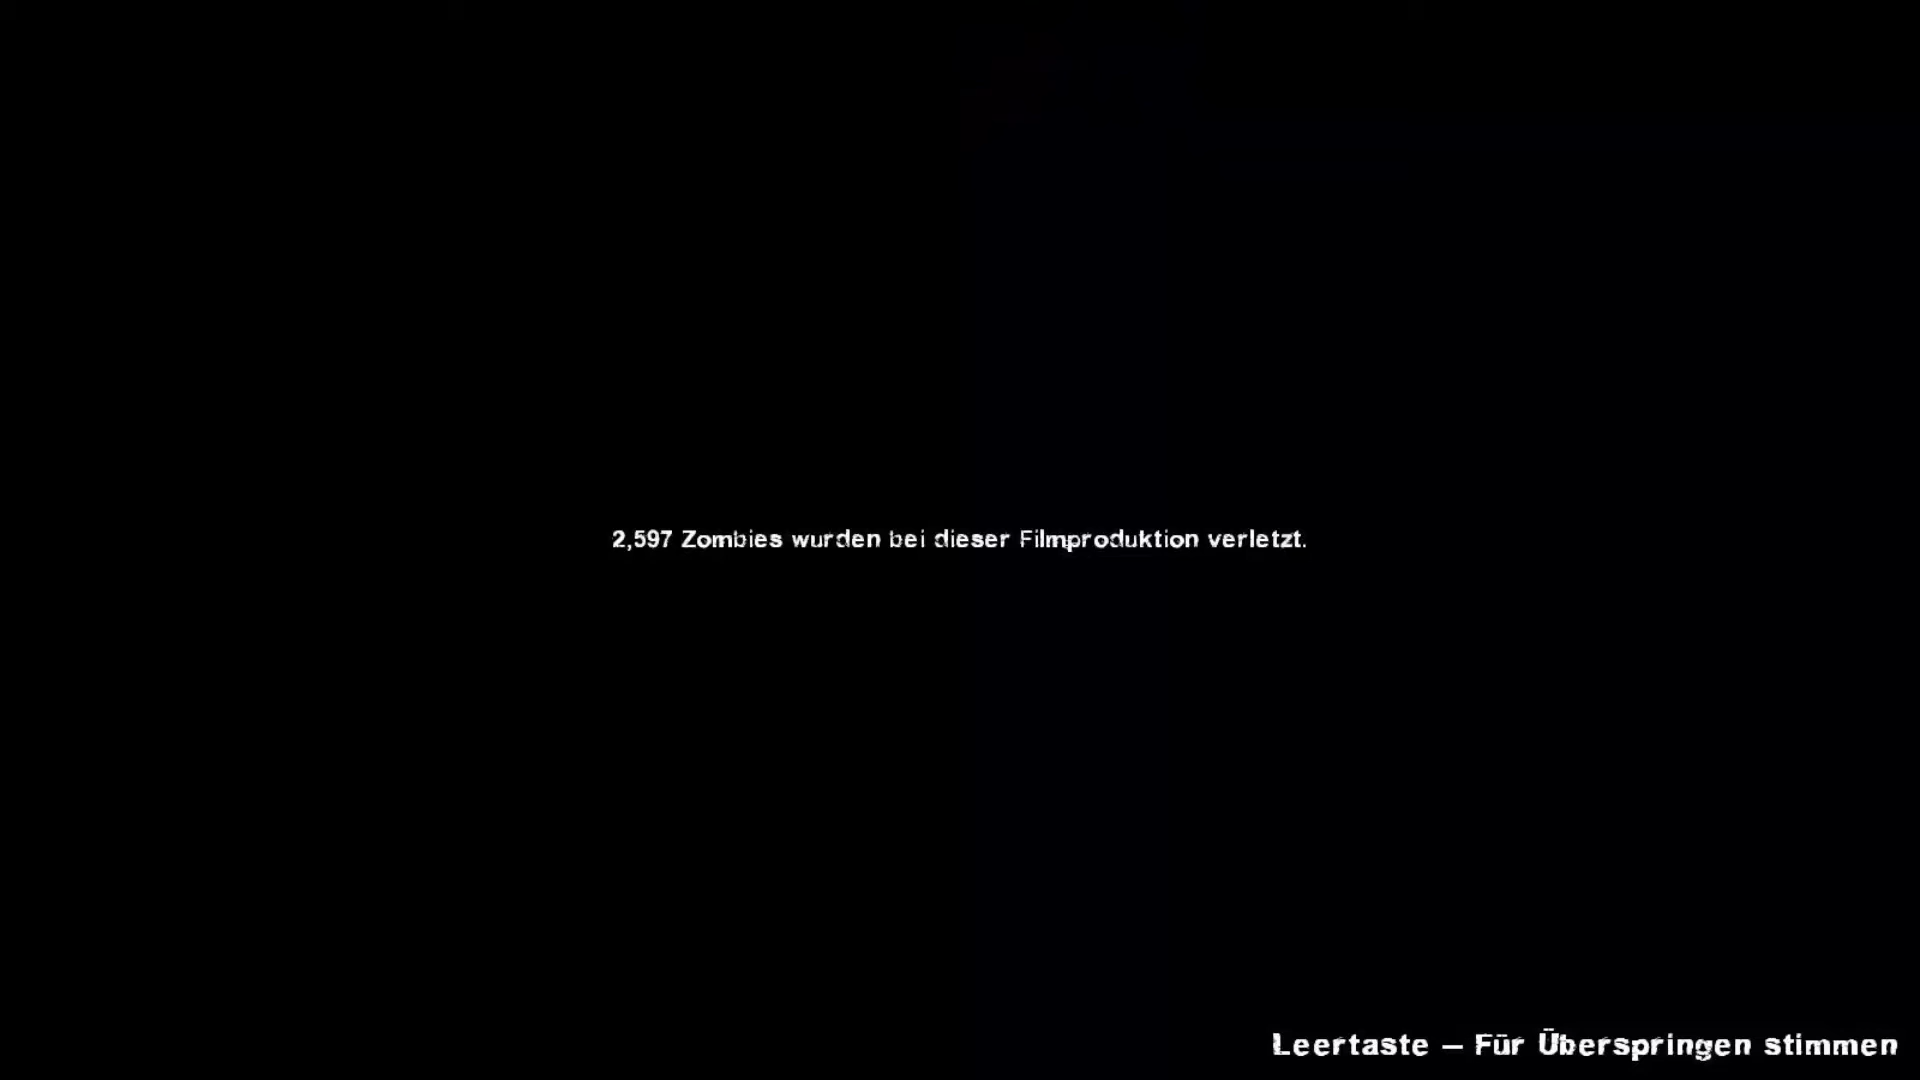 2,597 Zombies wurden bei dieser Filmproduktion verletzt.
Leertaste – Für Überspringen stimmen